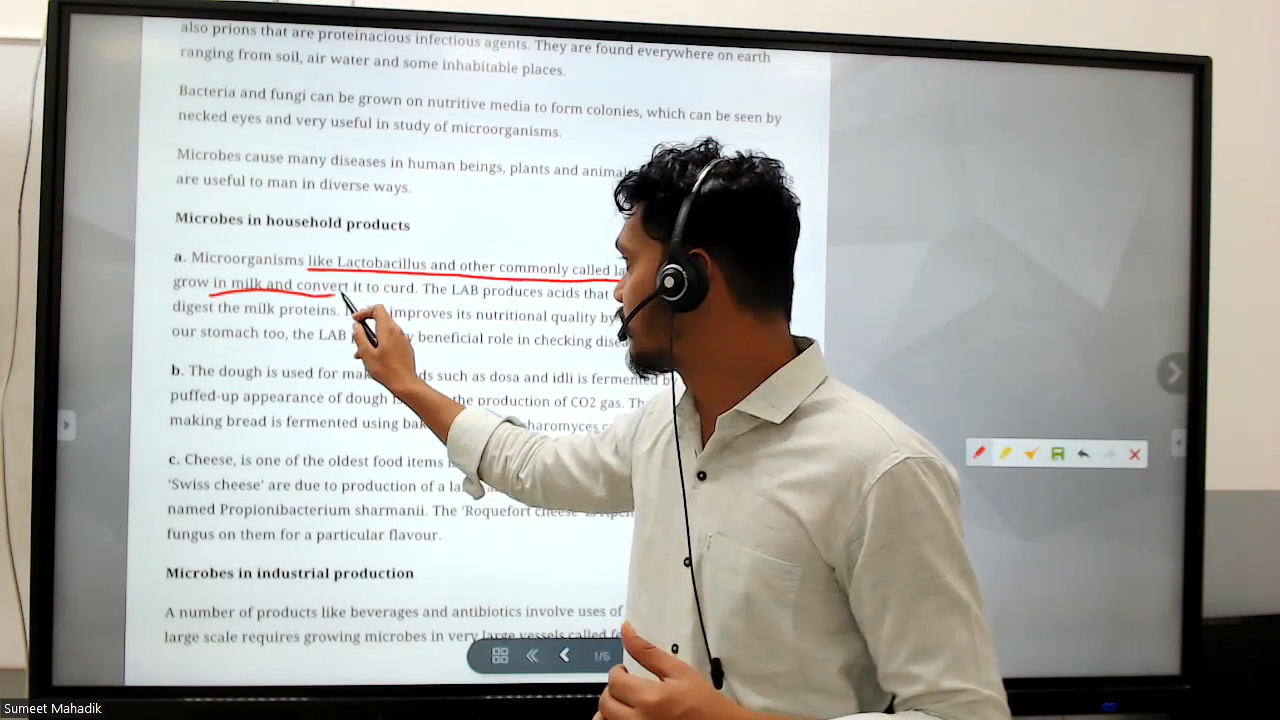 also prions that are proteinacious infectious agents. They are found everywhere on earth
ranging from soil, air water and some inhabitable places.
Bacteria and fungi can be grown on nutritive media to form colonies, which can be seen by
necked eyes and very useful in study of microorganisms.
Microbes cause many diseases in human beings, plants and
are useful to man in diverse ways.
Microbes in household products
a. Microorganisms like Lactobacillus and other commonly called
grow in milk and convert it to curd. The LAB produces acids that
digest the milk proteins. improves its nutritional quality by
our stomach too, the LAB beneficial role in checking
b. The dough is used for such as dosa and idli is fermented by
puffed-up appearance of dough the production of CO2 gas.
making bread is fermented using
c. Cheese, is one of the oldest food items
'Swiss cheese' are due to production of a
named Propionibacterium sharmanii. The 'Roquefort cheese'
fungus on them for a particular flavour.
Microbes in industrial production
A number of products like beverages and antibiotics involve uses of
large scale requires growing microbes in very large vessels called
1/6
Sumeet Mahadik